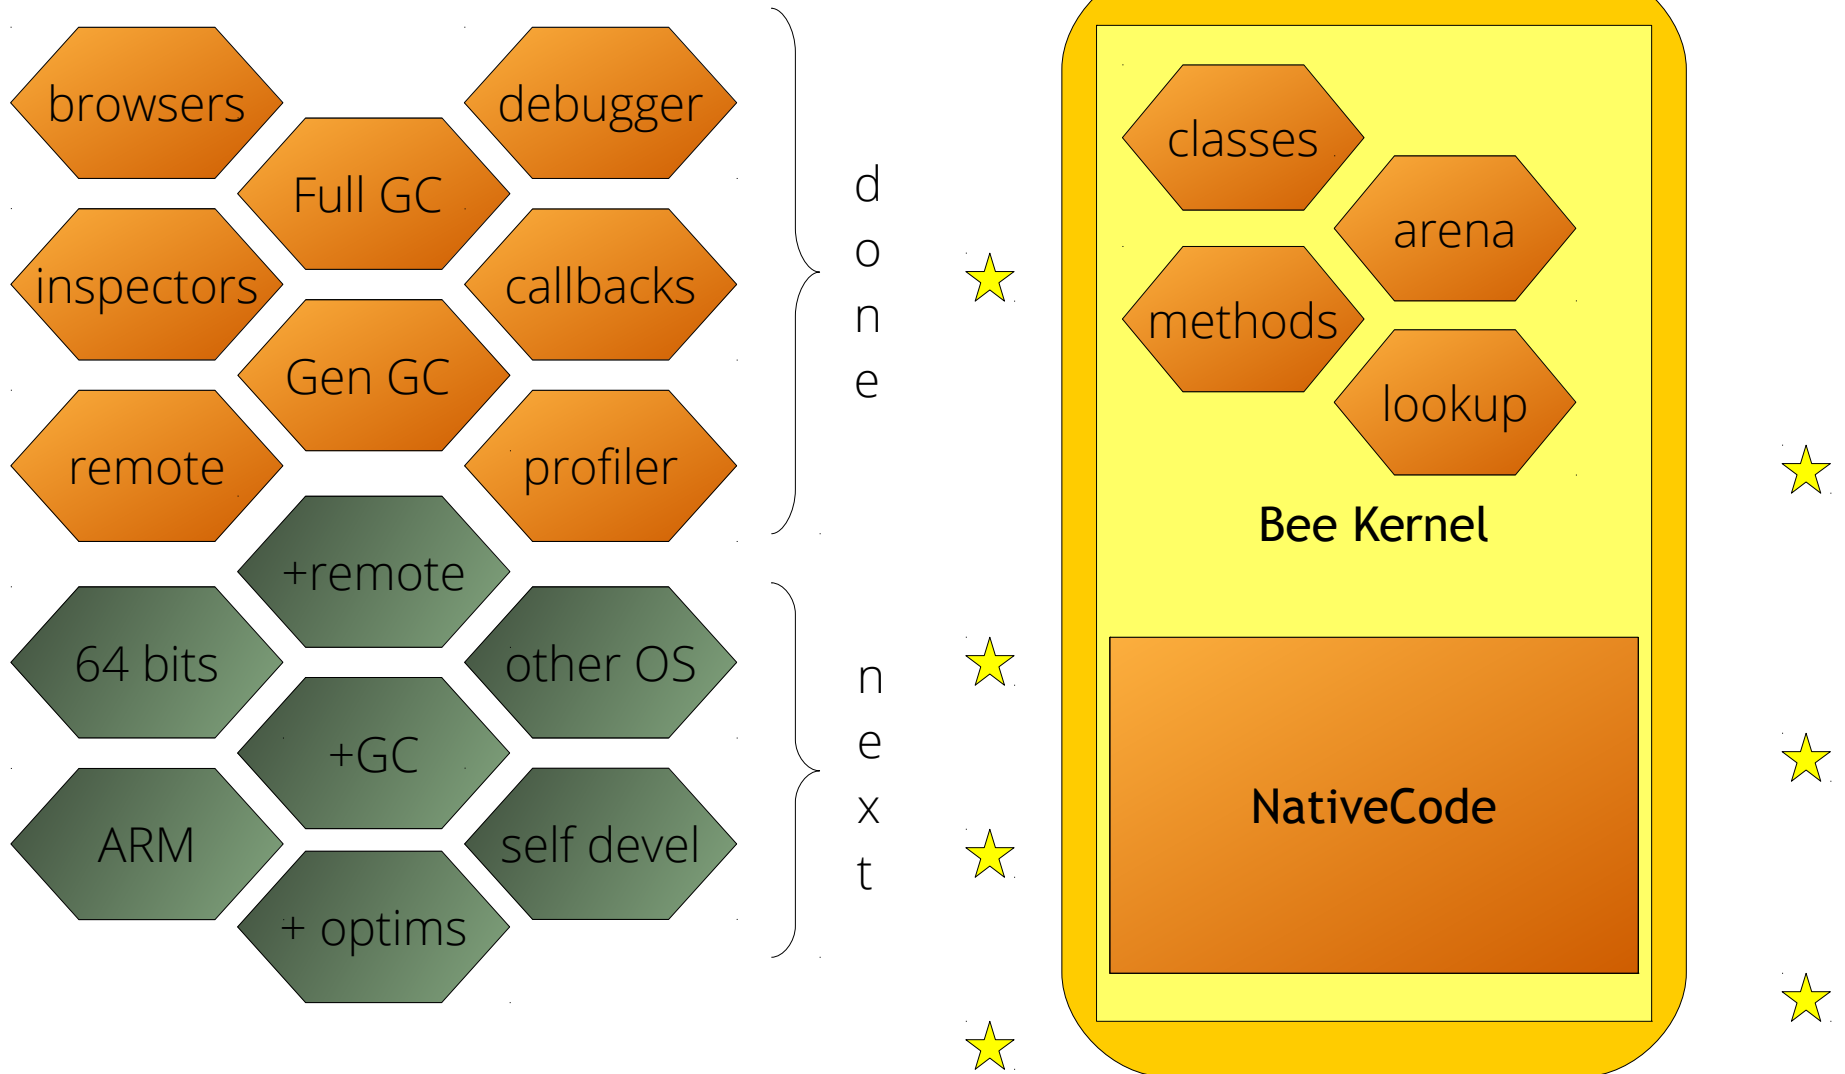 browsers
debugger
Full GC
inspectors
callbacks
Gen GC
remote
profiler
d
o
n
e
+remote
64 bits
other OS
+GC
ARM
self devel
+ optims
n
e
x
t
classes
arena
methods
lookup
Bee Kernel
NativeCode